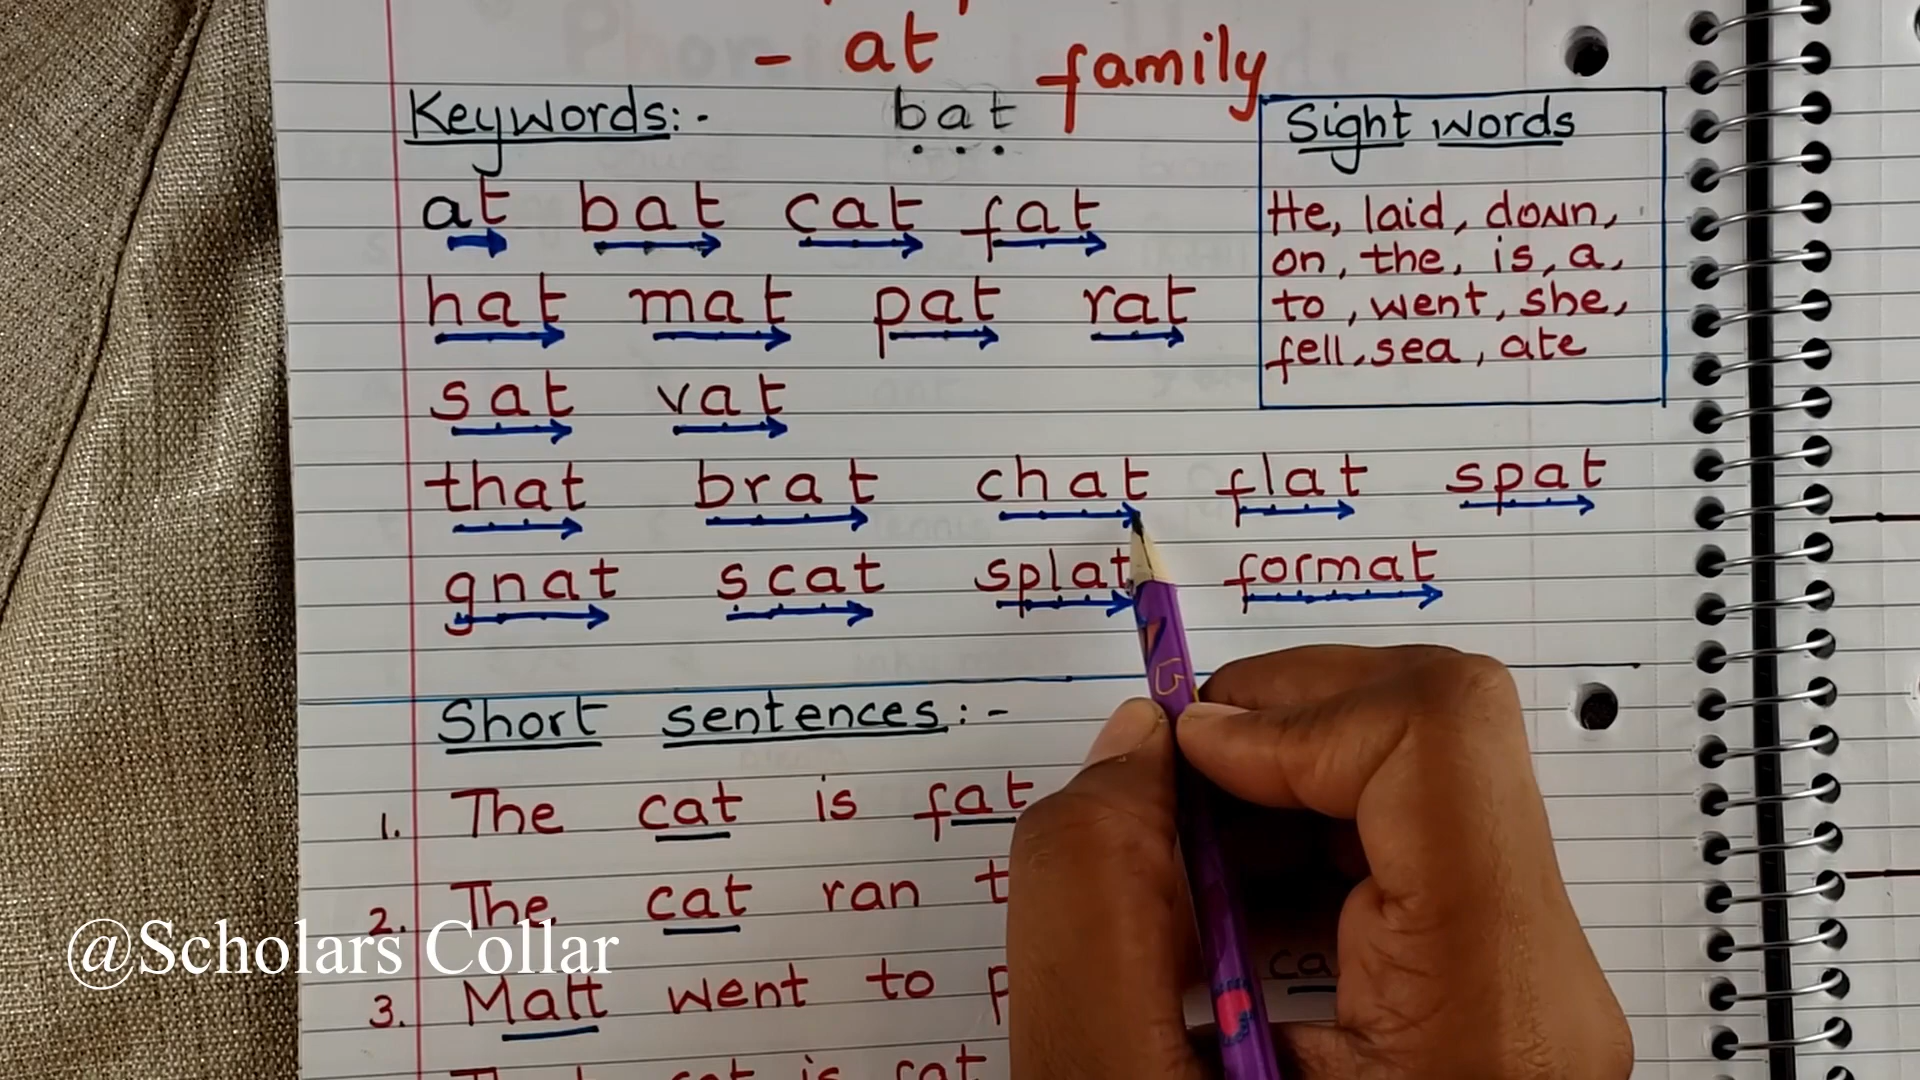 - at family
Keywords:- bat
Sight words
at bat cat fat
He, laid, down,
on, the, is, a,
hat mat pat rat
to, went, she,
fell, sea, ate
sat vat
that brat chat flat spat
gnat scat splat format
Short sentences:-
1. The cat is fat
2. The cat ran
@Scholars Collar
3. Matt went to
cat is